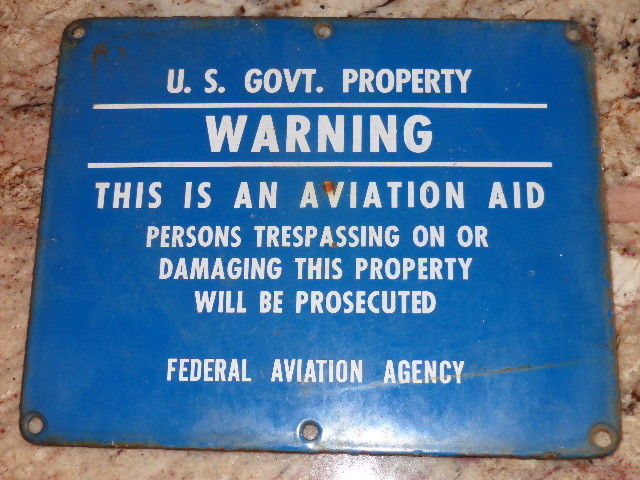 U. S. GOVT. PROPERTY
WARNING
THIS IS AN AVIATION AID
PERSONS TRESPASSING ON OR
DAMAGING THIS PROPERTY
WILL BE PROSECUTED
FEDERAL AVIATION AGENCY